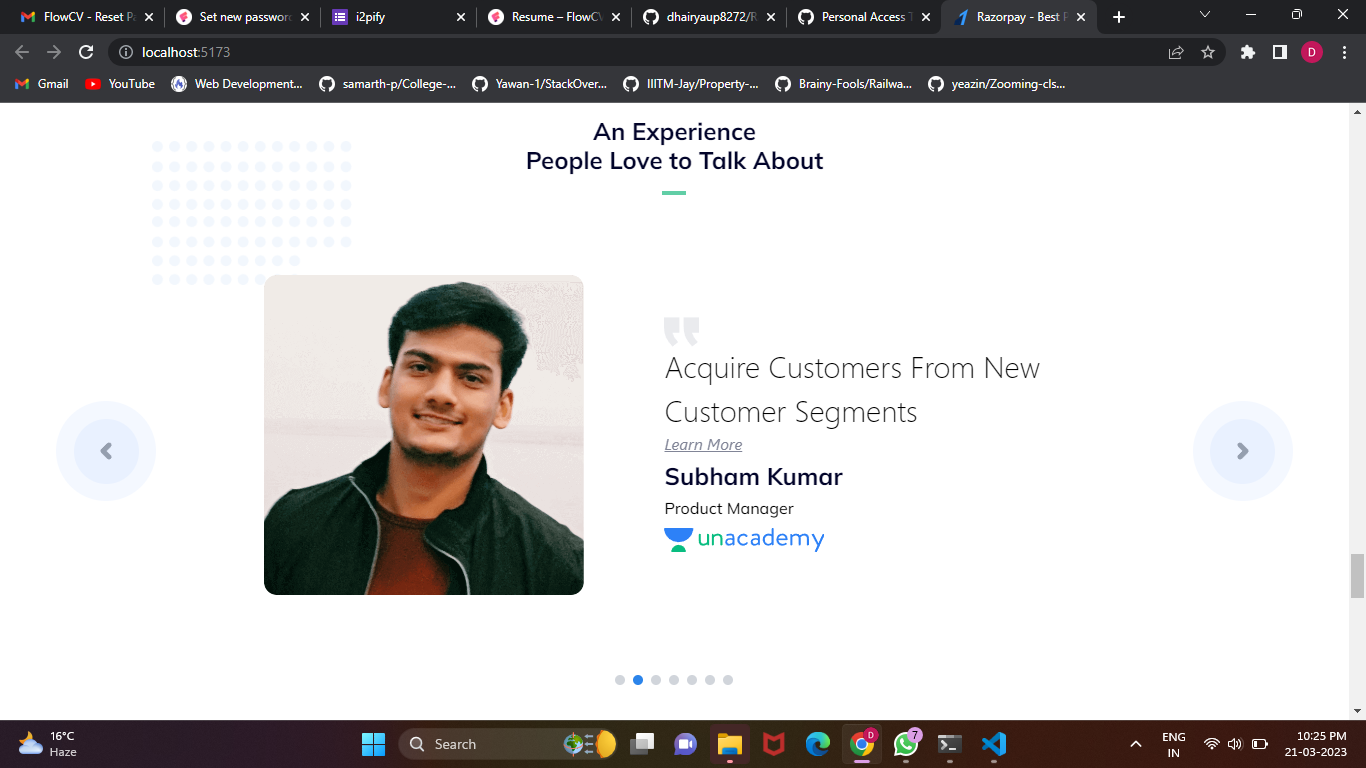 FlowCV - Reset Pa
Set new password
i2pify
Resume – FlowCV
dhairyaup8272/R
Personal Access T
Razorpay - Best P
localhost:5173
D
Gmail
YouTube
Web Development...
samarth-p/College-...
Yawan-1/StackOver...
IIITM-Jay/Property-...
Brainy-Fools/Railwa...
yeazin/Zooming-cls...
An Experience
People Love to Talk About
Acquire Customers From New
Customer Segments
Learn More
Subham Kumar
Product Manager
unacademy
16°C
Haze
Search
D
7
ENG
IN
10:25 PM
21-03-2023